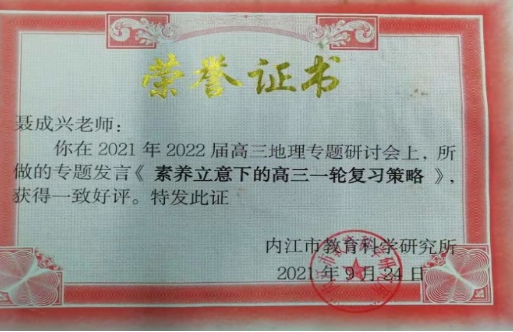 荣誉证书
聂成兴老师：
你在2021年2022届高三地理专题研讨会上，所
做的专题发言《素养立意下的高三一轮复习策略》，
获得一致好评。特发此证
内江市教育科学研究所
2021年9月24日